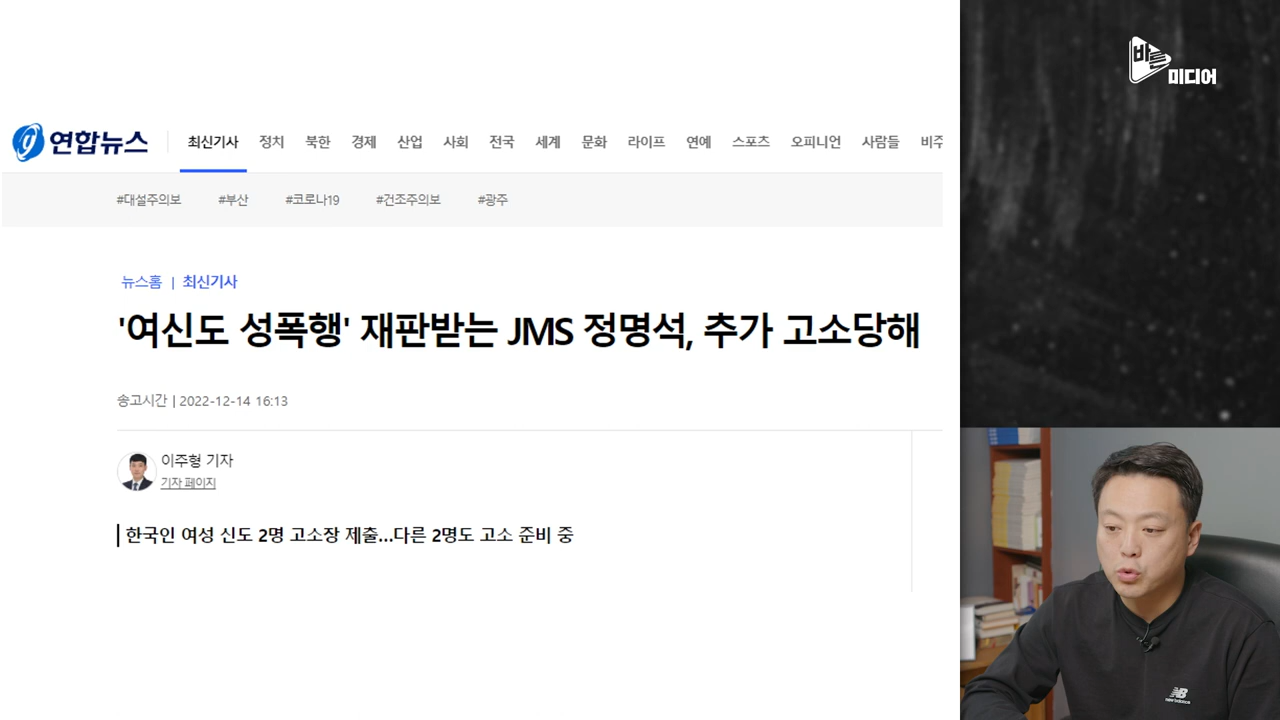 바른
미디어
연합뉴스
최신기사 정치 북한 경제 산업 사회 전국 세계 문화 라이프 연예 스포츠 오피니언 사람들 비주
#대설주의보 #부산 #코로나19 #건조주의보 #광주
뉴스홈 | 최신기사
'여신도 성폭행' 재판받는 JMS 정명석, 추가 고소당해
송고시간 | 2022-12-14 16:13
이주형 기자
기자 페이지
한국인 여성 신도 2명 고소장 제출...다른 2명도 고소 준비 중
NB
new balance